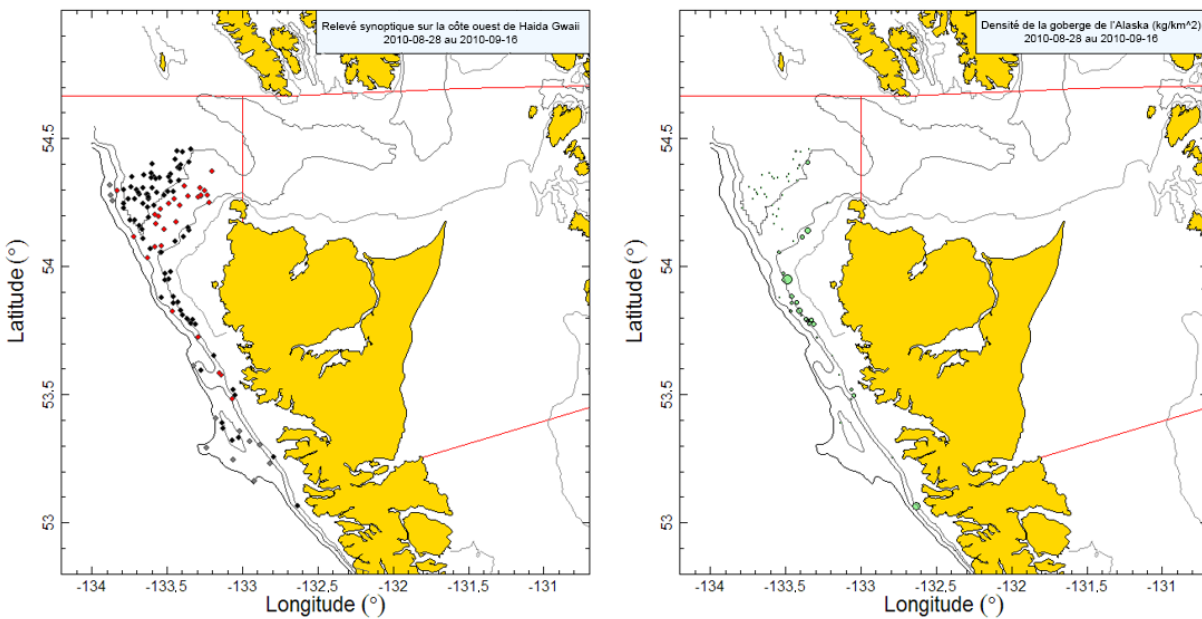 Relevé synoptique sur la côte ouest de Haida Gwaii
2010-08-28 au 2010-09-16
54.5
54
53.5
53
Latitude (°)
-134
-133.5
-133
-132.5
-132
-131.5
-131
Longitude (°)
Densité de la goberge de l'Alaska (kg/km^2)
2010-08-28 au 2010-09-16
54.5
54
53.5
53
Latitude (°)
-134
-133.5
-133
-132.5
-132
-131.5
-131
Longitude (°)